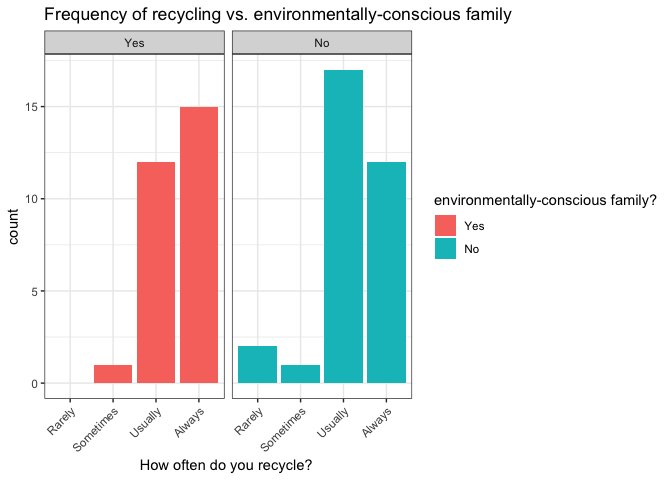 Frequency of recycling vs. environmentally-conscious family
Yes
No
15
10
5
0
count
Rarely
Sometimes
Usually
Always
Rarely
Sometimes
Usually
Always
How often do you recycle?
environmentally-conscious family?
Yes
No